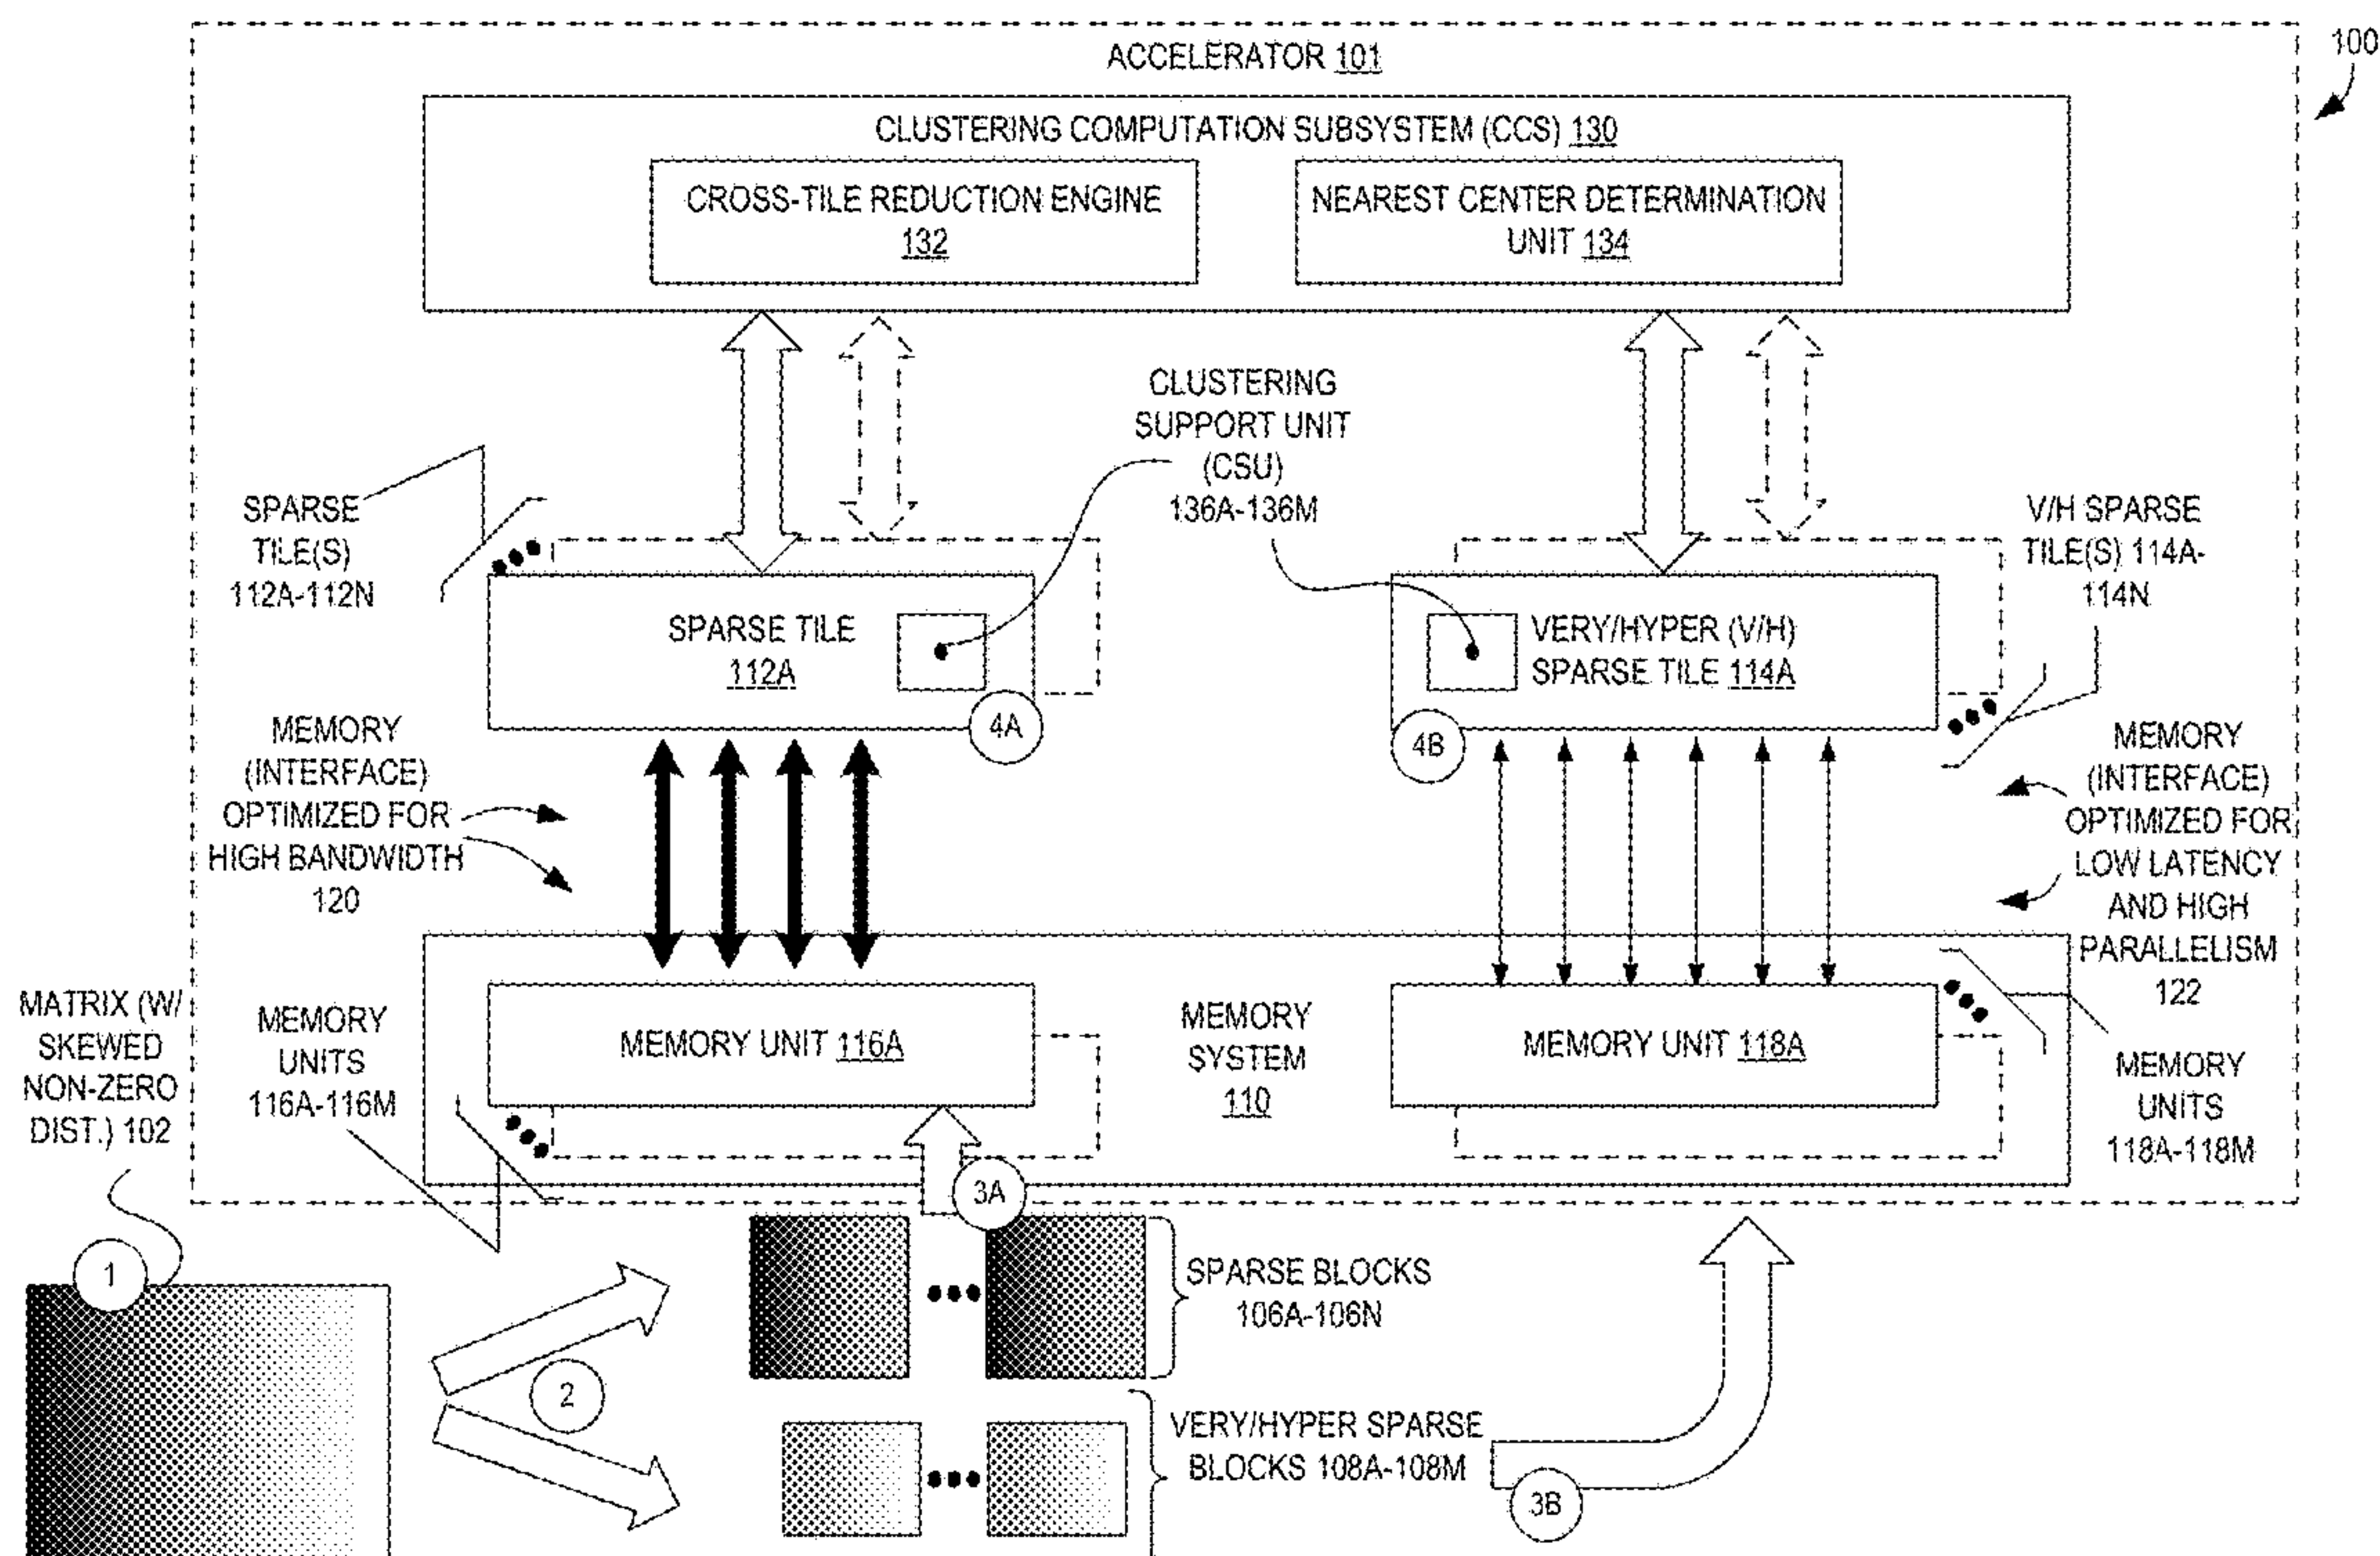 100
ACCELERATOR 101
CLUSTERING COMPUTATION SUBSYSTEM (CCS) 130
CROSS-TILE REDUCTION ENGINE
132
NEAREST CENTER DETERMINATION
UNIT 134
CLUSTERING
SUPPORT UNIT
(CSU)
136A-136M
SPARSE
TILE(S)
112A-112N
V/H SPARSE
TILE(S) 114A-
114N
SPARSE TILE
112A
4A
VERY/HYPER (V/H)
SPARSE TILE 114A
4B
MEMORY
(INTERFACE)
OPTIMIZED FOR
HIGH BANDWIDTH
120
MEMORY
(INTERFACE)
OPTIMIZED FOR
LOW LATENCY
AND HIGH
PARALLELISM
122
MATRIX (W/
SKEWED
NON-ZERO
DIST.) 102
MEMORY
UNITS
116A-116M
MEMORY UNIT 116A
MEMORY
SYSTEM
110
MEMORY UNIT 118A
MEMORY
UNITS
118A-118M
3A
1
SPARSE BLOCKS
106A-106N
2
VERY/HYPER SPARSE
BLOCKS 108A-108M
3B